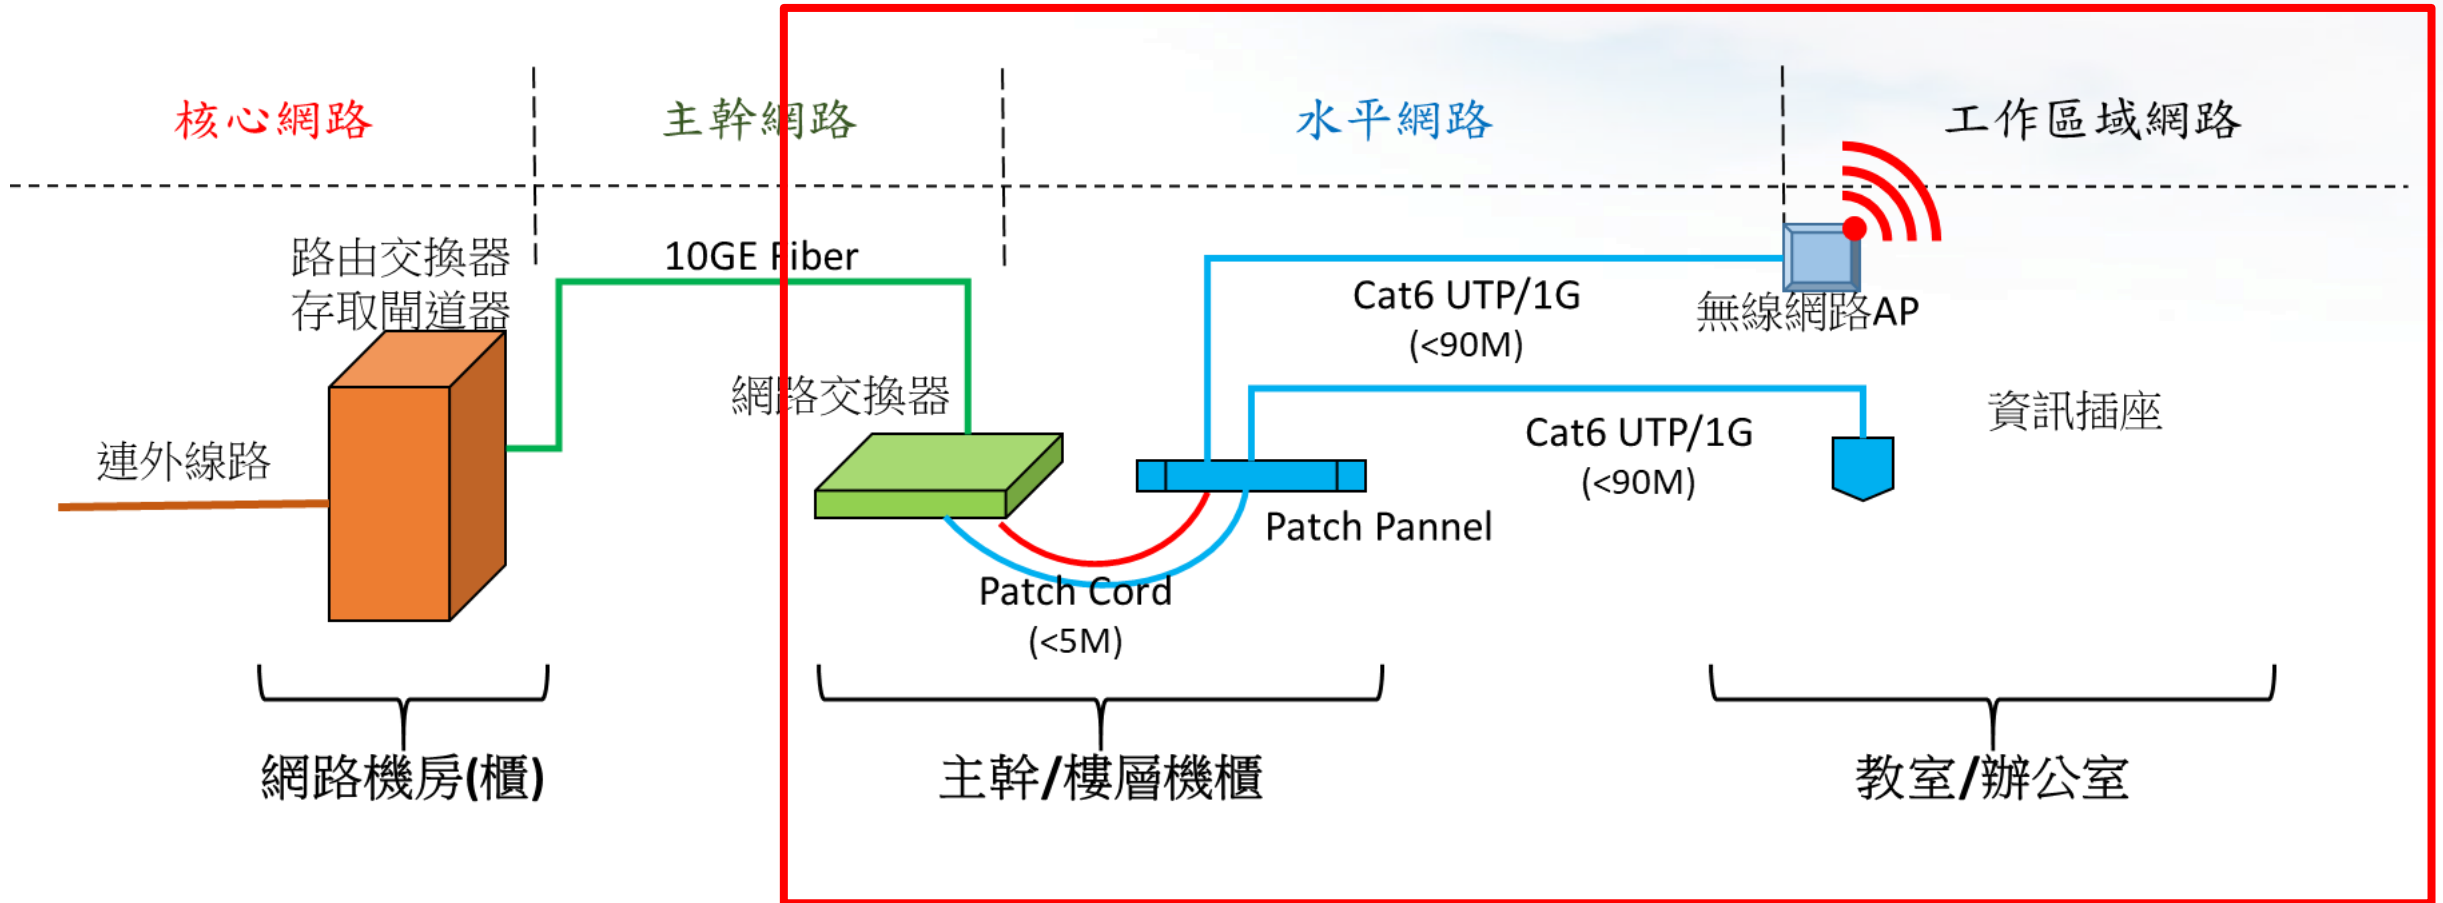 核心網路
主幹網路
水平網路
工作區域網路
路由交換器
存取閘道器
10GE Fiber
Cat6 UTP/1G
(<90M)
無線網路AP
網路交換器
連外線路
Cat6 UTP/1G
(<90M)
資訊插座
Patch Pannel
Patch Cord
(<5M)
網路機房(櫃)
主幹/樓層機櫃
教室/辦公室